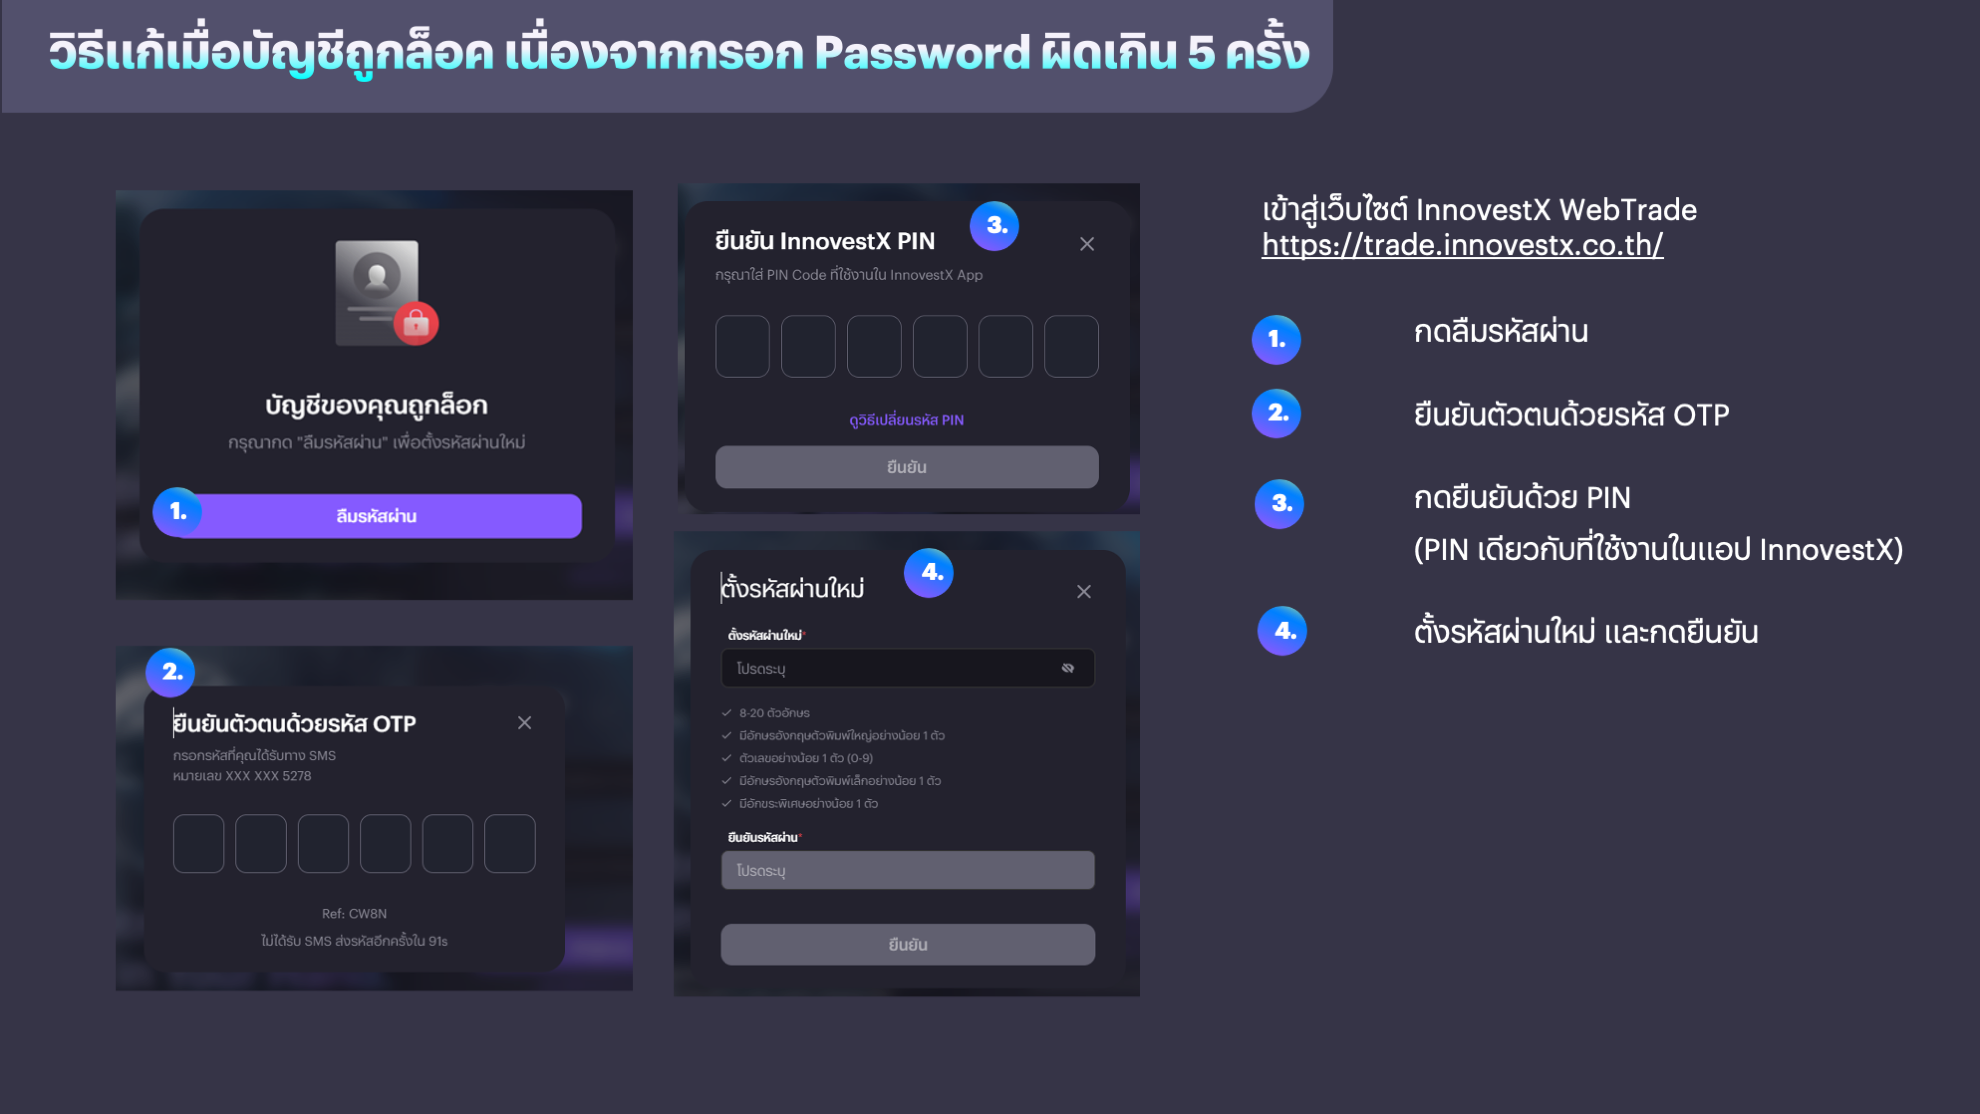 วิธีแก้เมื่อบัญชีถูกล็อค เนื่องจากกรอก Password ผิดเกิน 5 ครั้ง
บัญชีของคุณถูกล็อก
กรุณากด "ลืมรหัสผ่าน" เพื่อตั้งรหัสผ่านใหม่
1.
ลืมรหัสผ่าน
2.
ยืนยันตัวตนด้วยรหัส OTP
กรอกรหัสที่คุณได้รับทาง SMS
หมายเลข XXX XXX 5278
Ref: CW8N
ไม่ได้รับ SMS ส่งรหัสอีกครั้งใน 91s
3.
ยืนยัน InnovestX PIN
กรุณาใส่ PIN Code ที่ใช้งานใน InnovestX App
ดูวิธีเปลี่ยนรหัส PIN
ยืนยัน
4.
ตั้งรหัสผ่านใหม่
ตั้งรหัสผ่านใหม่*
โปรดระบุ
8-20 ตัวอักษร
มีอักษรอังกฤษตัวพิมพ์ใหญ่อย่างน้อย 1 ตัว
ตัวเลขอย่างน้อย 1 ตัว (0-9)
มีอักษรอังกฤษตัวพิมพ์เล็กอย่างน้อย 1 ตัว
มีอักขระพิเศษอย่างน้อย 1 ตัว
ยืนยันรหัสผ่าน*
โปรดระบุ
ยืนยัน
เข้าสู่เว็บไซต์ InnovestX WebTrade
https://trade.innovestx.co.th/
1. กดลืมรหัสผ่าน
2. ยืนยันตัวตนด้วยรหัส OTP
3. กดยืนยันด้วย PIN
(PIN เดียวกับที่ใช้งานในแอป InnovestX)
4. ตั้งรหัสผ่านใหม่ และกดยืนยัน